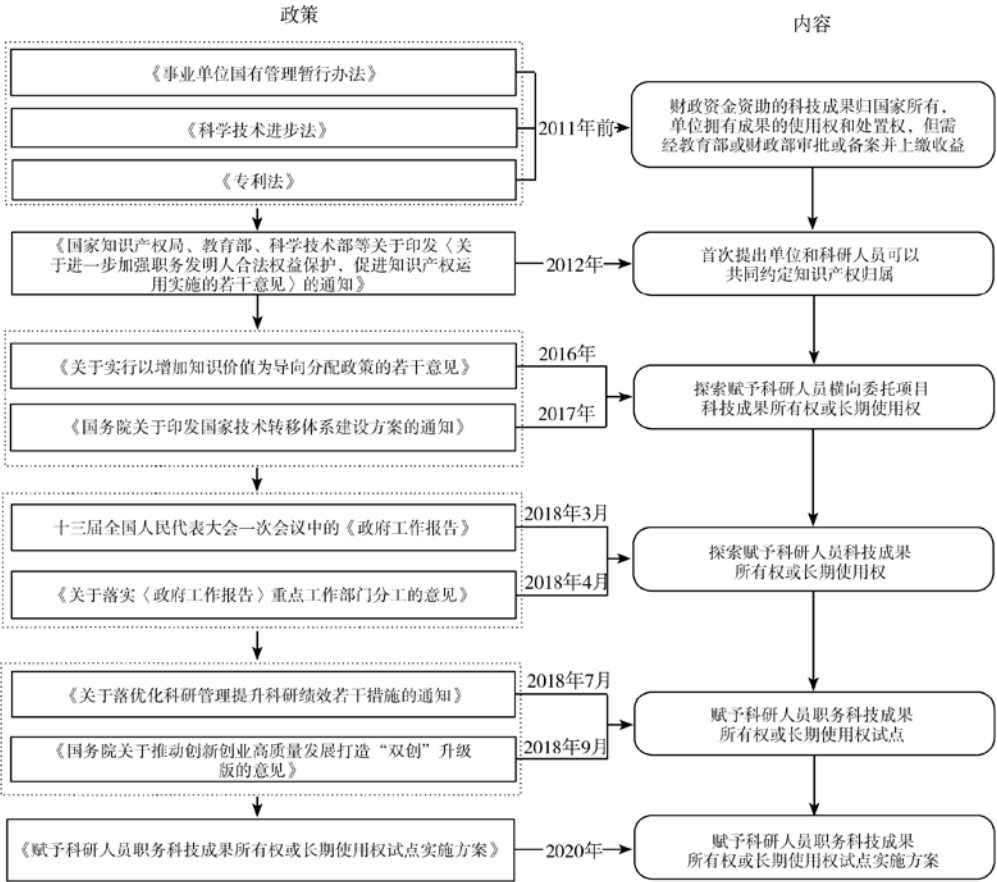 政策
内容
《事业单位国有管理暂行办法》
《科学技术进步法》
《专利法》
2011年前
财政资金资助的科技成果归国家所有，
单位拥有成果的使用权和处置权，但需
经教育部或财政部审批或备案并上缴收益
《国家知识产权局、教育部、科学技术部等关于印发〈关
于进一步加强职务发明人合法权益保护，促进知识产权运
用实施的若干意见〉的通知》
2012年
首次提出单位和科研人员可以
共同约定知识产权归属
《关于实行以增加知识价值为导向分配政策的若干意见》
2016年
《国务院关于印发国家技术转移体系建设方案的通知》
2017年
探索赋予科研人员横向委托项目
科技成果所有权或长期使用权
十三届全国人民代表大会一次会议中的《政府工作报告》
2018年3月
《关于落实〈政府工作报告〉重点工作部门分工的意见》
2018年4月
探索赋予科研人员科技成果
所有权或长期使用权
《关于落优化科研管理提升科研绩效若干措施的通知》
2018年7月
《国务院关于推动创新创业高质量发展打造“双创”升级
版的意见》
2018年9月
赋予科研人员职务科技成果
所有权或长期使用权试点
《赋予科研人员职务科技成果所有权或长期使用权试点实施方案》
2020年
赋予科研人员职务科技成果
所有权或长期使用权试点实施方案